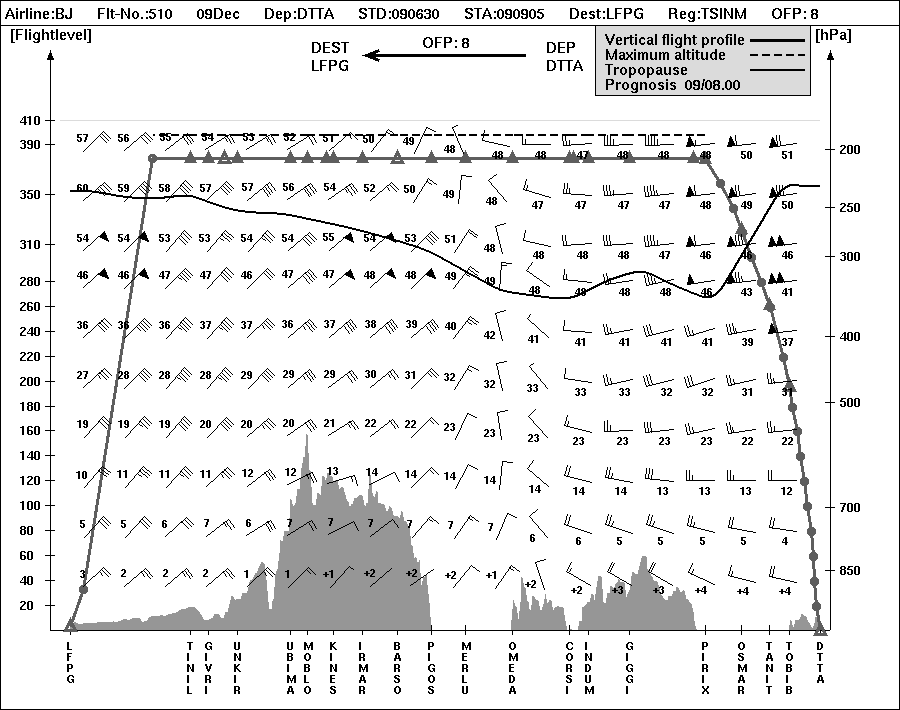 Airline:BJ Flt-No.:510 09Dec Dep:DTTA STD:090630 STA:090905 Dest:LFPG Reg:TSINM OFP: 8
[Flightlevel] DEST LFPG OFP: 8 DEP DTTA [hPa]
Vertical flight profile
Maximum altitude
Tropopause
Prognosis 09/08.00
410
57 56 55 54 53 52 51 50 49 48 48 48 47 48 48 48 50 51
390 200
60 59 58 57 57 56 54 52 50 49 48 47 47 47 47 48 49 50
350 250
54 54 53 53 54 54 55 54 53 51 48 47 48 48 47 46 46 46
310 300
46 46 47 47 46 47 47 48 48 49 49 48 48 48 48 46 43 41
280
260
36 36 36 37 37 36 37 38 39 40 42 41 41 41 41 41 39 37
240 400
220
27 28 28 29 29 29 29 30 31 32 32 33 33 33 32 32 31 31
200
180 500
19 19 19 20 20 20 21 22 22 23 23 23 23 23 23 23 22 22
160
140
10 11 11 11 12 12 13 14 14 14 14 14 14 14 13 13 13 12
120
100 700
5 5 6 7 6 7 7 7 7 7 7 6 6 5 5 5 5 4
80
60
3 2 2 2 1 1 +1 +2 +2 +2 +1 +2 +2 +3 +3 +4 +4 +4
40 850
20
LFPG TINIL GIVRI UNKIR UBIMA MOBLO KINES IRMAR BARSO PIGOS MERLU OMEDA CORSI INDUM GIGGI PIRIX OSMAR TANIT TOBIB DTTA